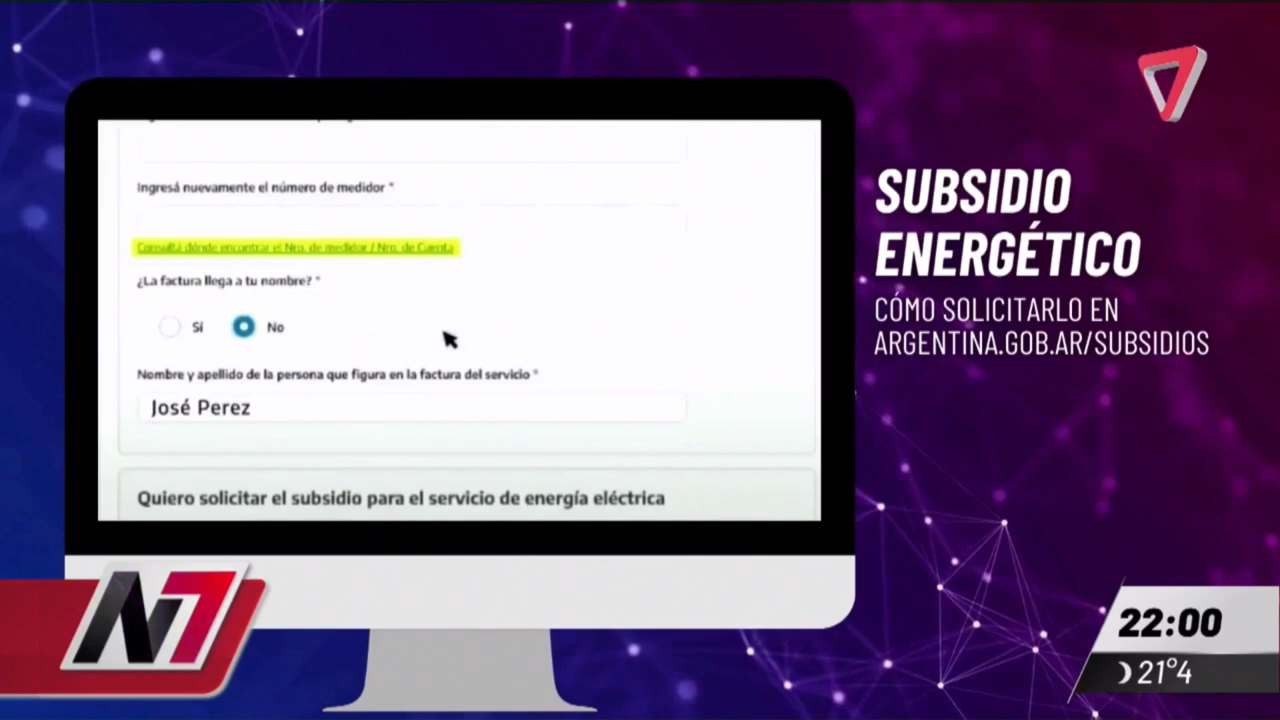 Ingresá nuevamente el número de medidor *
Consultá dónde encontrar el Nro. de medidor / Nro. de Cuenta
¿La factura llega a tu nombre? *
Sí
No
Nombre y apellido de la persona que figura en la factura del servicio *
José Perez
Quiero solicitar el subsidio para el servicio de energía eléctrica
SUBSIDIO
ENERGÉTICO
CÓMO SOLICITARLO EN
ARGENTINA.GOB.AR/SUBSIDIOS
N7
22:00
21°4